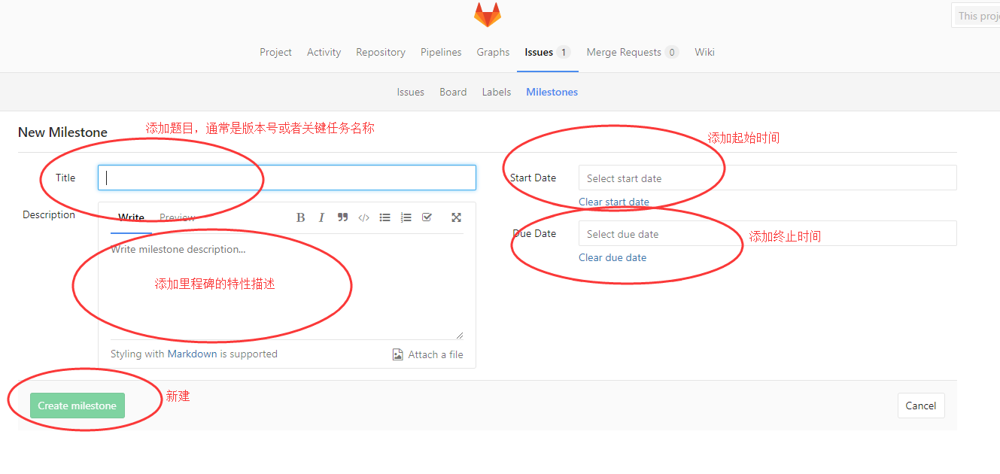 This proj
Project Activity Repository Pipelines Graphs Issues 1 Merge Requests 0 Wiki
Issues Board Labels Milestones
New Milestone
添加题目，通常是版本号或者关键任务名称
添加起始时间
Title
Start Date
Select start date
Clear start date
Description
Write Preview
B I
Due Date
Select due date
添加终止时间
Clear due date
Write milestone description...
添加里程碑的特性描述
Styling with Markdown is supported
Attach a file
Create milestone
新建
Cancel